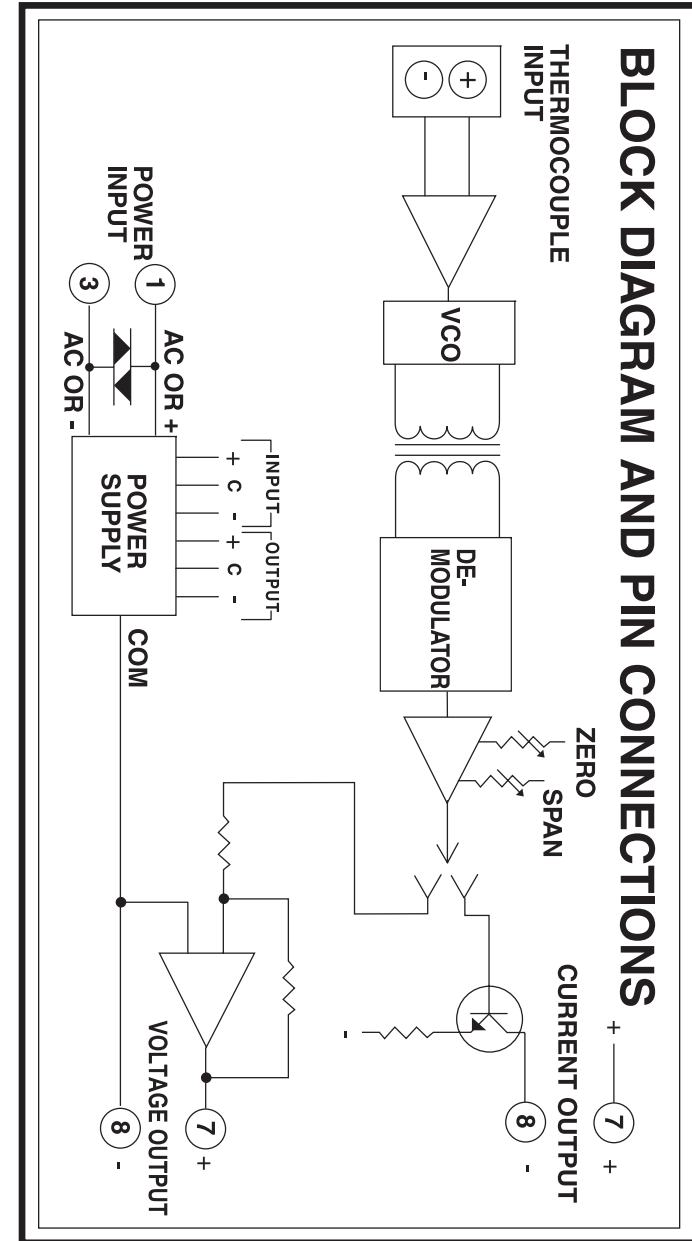 BLOCK DIAGRAM AND PIN CONNECTIONS
THERMOCOUPLE
INPUT
+
-
VCO
DE-
MODULATOR
ZERO
SPAN
CURRENT OUTPUT
+ 7 +
8 -
-
POWER
INPUT
1
3
AC OR +
AC OR -
INPUT
OUTPUT
+ C - + C -
POWER
SUPPLY
COM
VOLTAGE OUTPUT
7 +
8 -